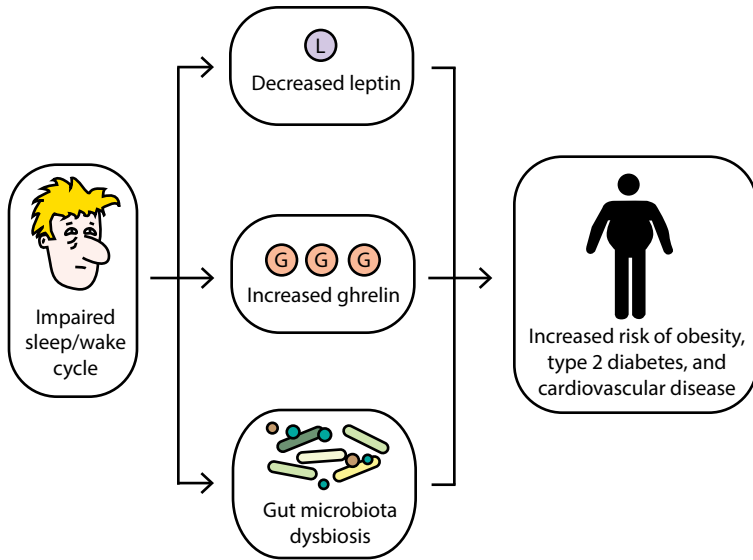 L
Decreased leptin
G G G
Increased ghrelin
Impaired
sleep/wake
cycle
Increased risk of obesity,
type 2 diabetes, and
cardiovascular disease
Gut microbiota
dysbiosis